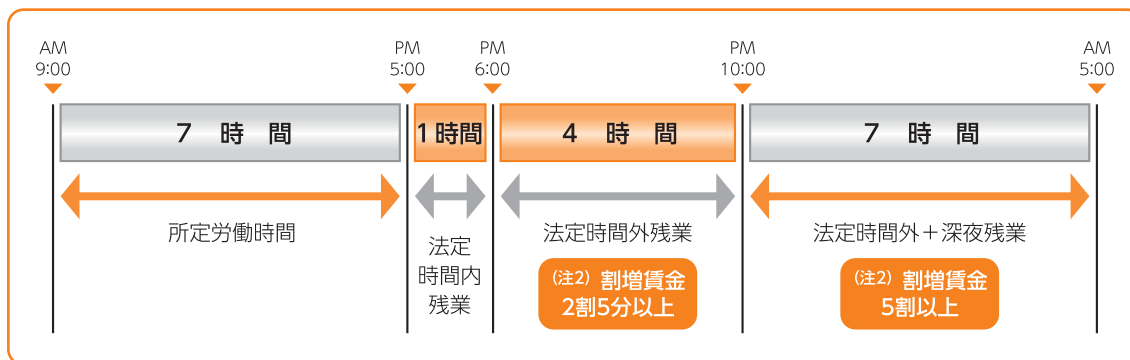 AM
9:00
PM
5:00
PM
6:00
PM
10:00
AM
5:00
7 時 間
1時間
4 時 間
7 時 間
所定労働時間
法定
時間内
残業
法定時間外残業
(注2) 割増賃金
2割5分以上
法定時間外＋深夜残業
(注2) 割増賃金
5割以上